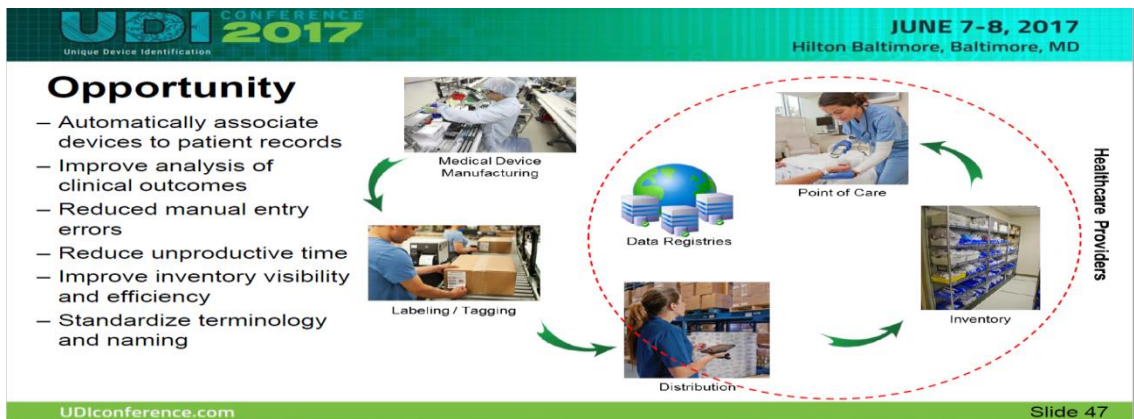 UDI CONFERENCE 2017
Unique Device Identification
JUNE 7-8, 2017
Hilton Baltimore, Baltimore, MD
Opportunity
– Automatically associate
devices to patient records
– Improve analysis of
clinical outcomes
– Reduced manual entry
errors
– Reduce unproductive time
– Improve inventory visibility
and efficiency
– Standardize terminology
and naming
Medical Device
Manufacturing
Labeling / Tagging
Distribution
Data Registries
Inventory
Point of Care
Healthcare Providers
UDIconference.com
Slide 47